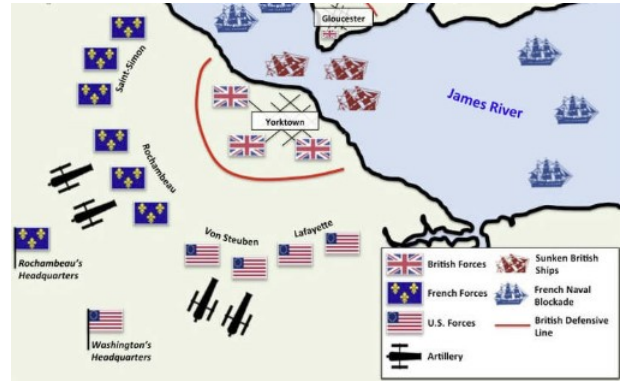 Gloucester
Saint-Simon
James River
Yorktown
Rochambeau
Von Steuben
Lafayette
Rochambeau's
Headquarters
Washington's
Headquarters
British Forces
Sunken British
Ships
French Forces
French Naval
Blockade
U.S. Forces
British Defensive
Line
Artillery